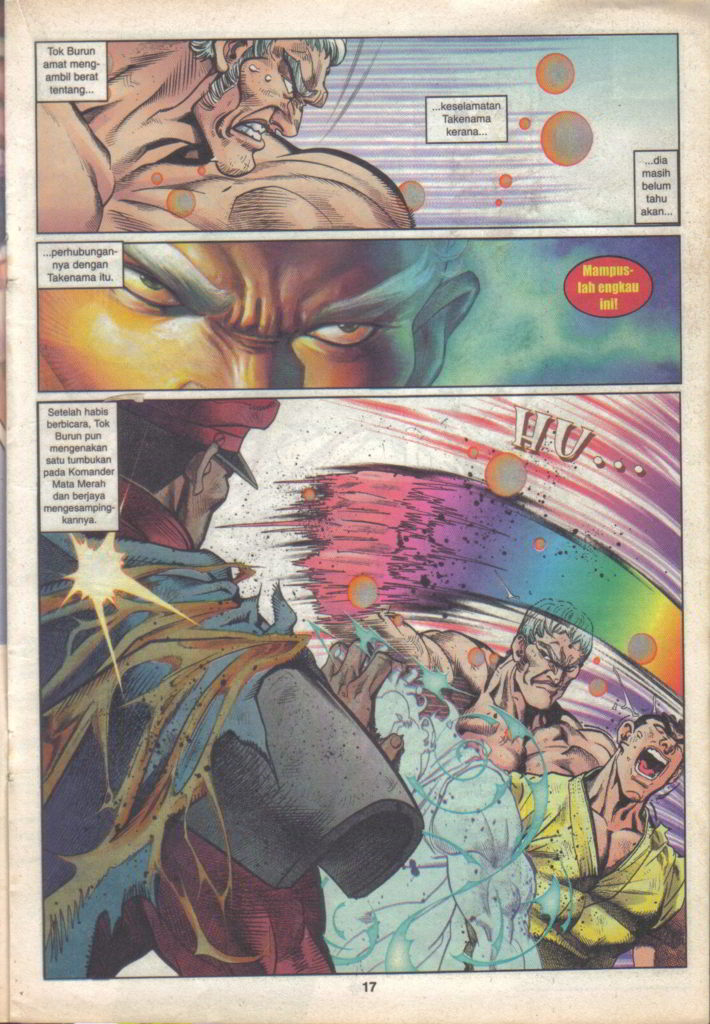 Tok Burun
amat meng-
ambil berat
tentang...
...keselamatan
Takenama
kerana...
...dia
masih
belum
tahu
akan...
...perhubungan-
nya dengan
Takenama itu.
Mampus-
lah engkau
ini!
Setelah habis
berbicara, Tok
Burun pun
mengenakan
satu tumbukan
pada Komander
Mata Merah
dan berjaya
mengesamping-
kannya.
HU...
17